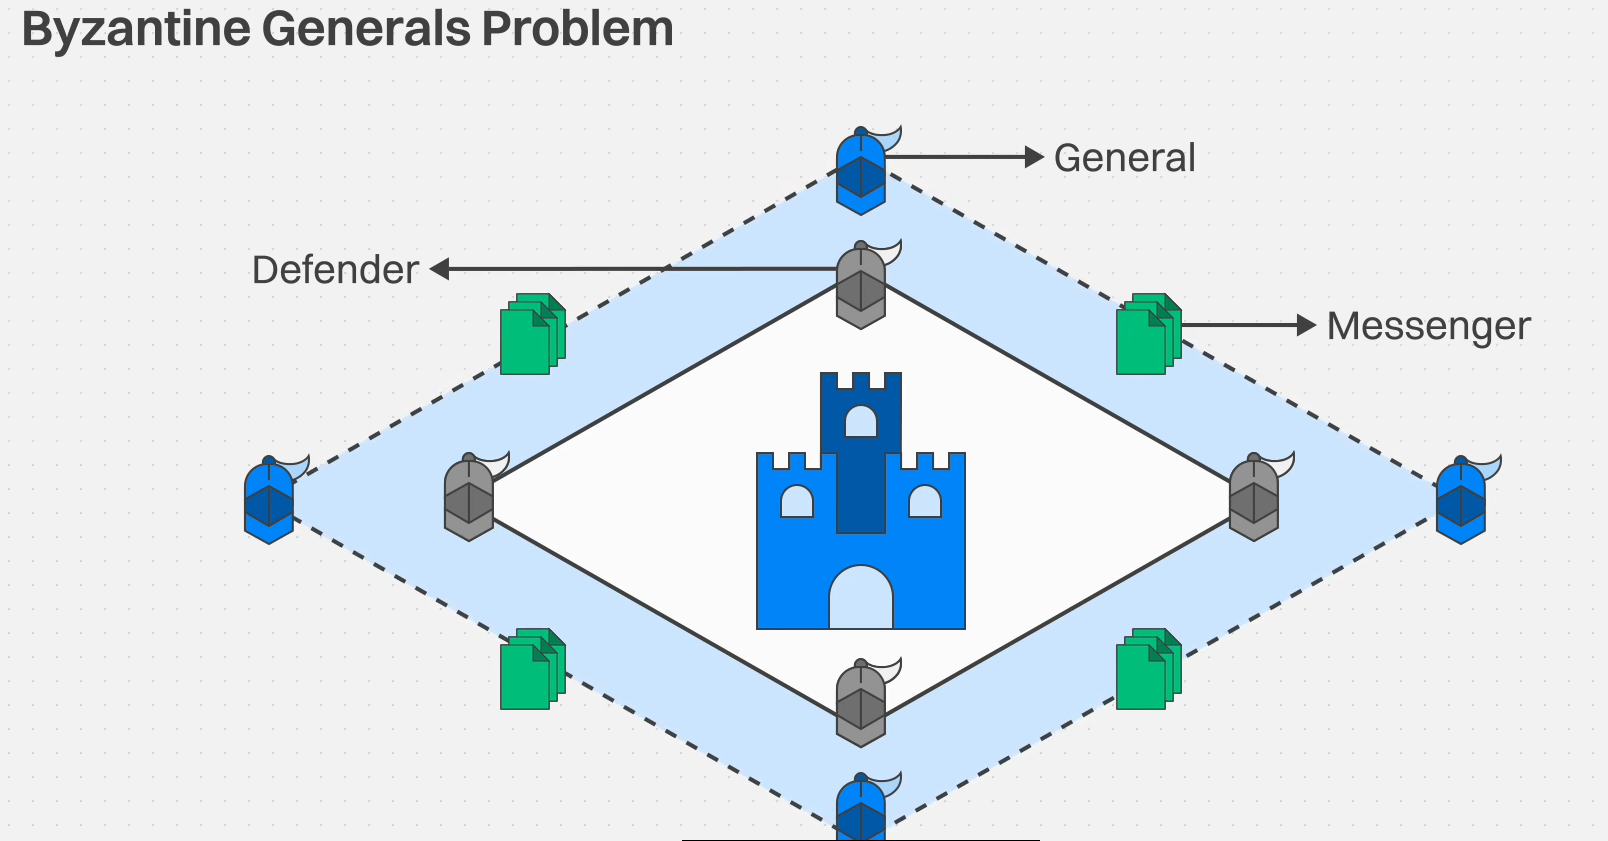 Byzantine Generals Problem
General
Defender
Messenger